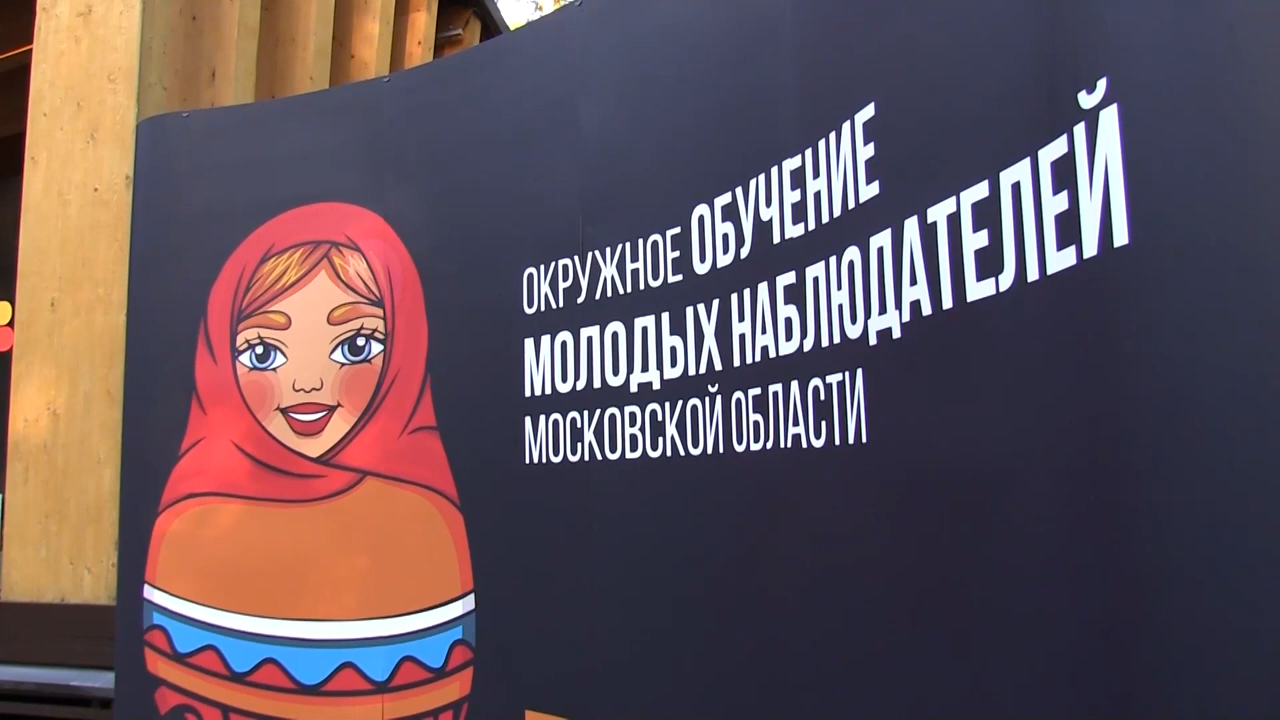 ОКРУЖНОЕ ОБУЧЕНИЕ
МОЛОДЫХ НАБЛЮДАТЕЛЕЙ
МОСКОВСКОЙ ОБЛАСТИ